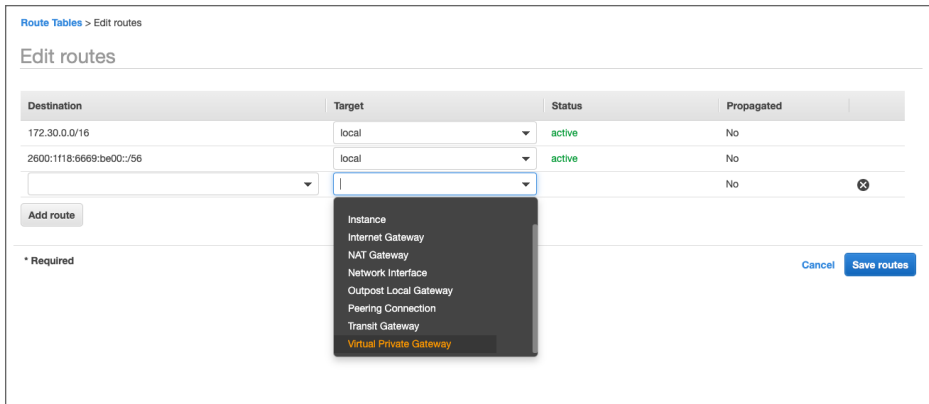 Route Tables > Edit routes
Edit routes
Destination Target Status Propagated
172.30.0.0/16 local active No
2600:1f18:6669:be00::/56 local active No
No
Add route
Instance
Internet Gateway
NAT Gateway
Network Interface
Outpost Local Gateway
Peering Connection
Transit Gateway
Virtual Private Gateway
* Required Cancel Save routes